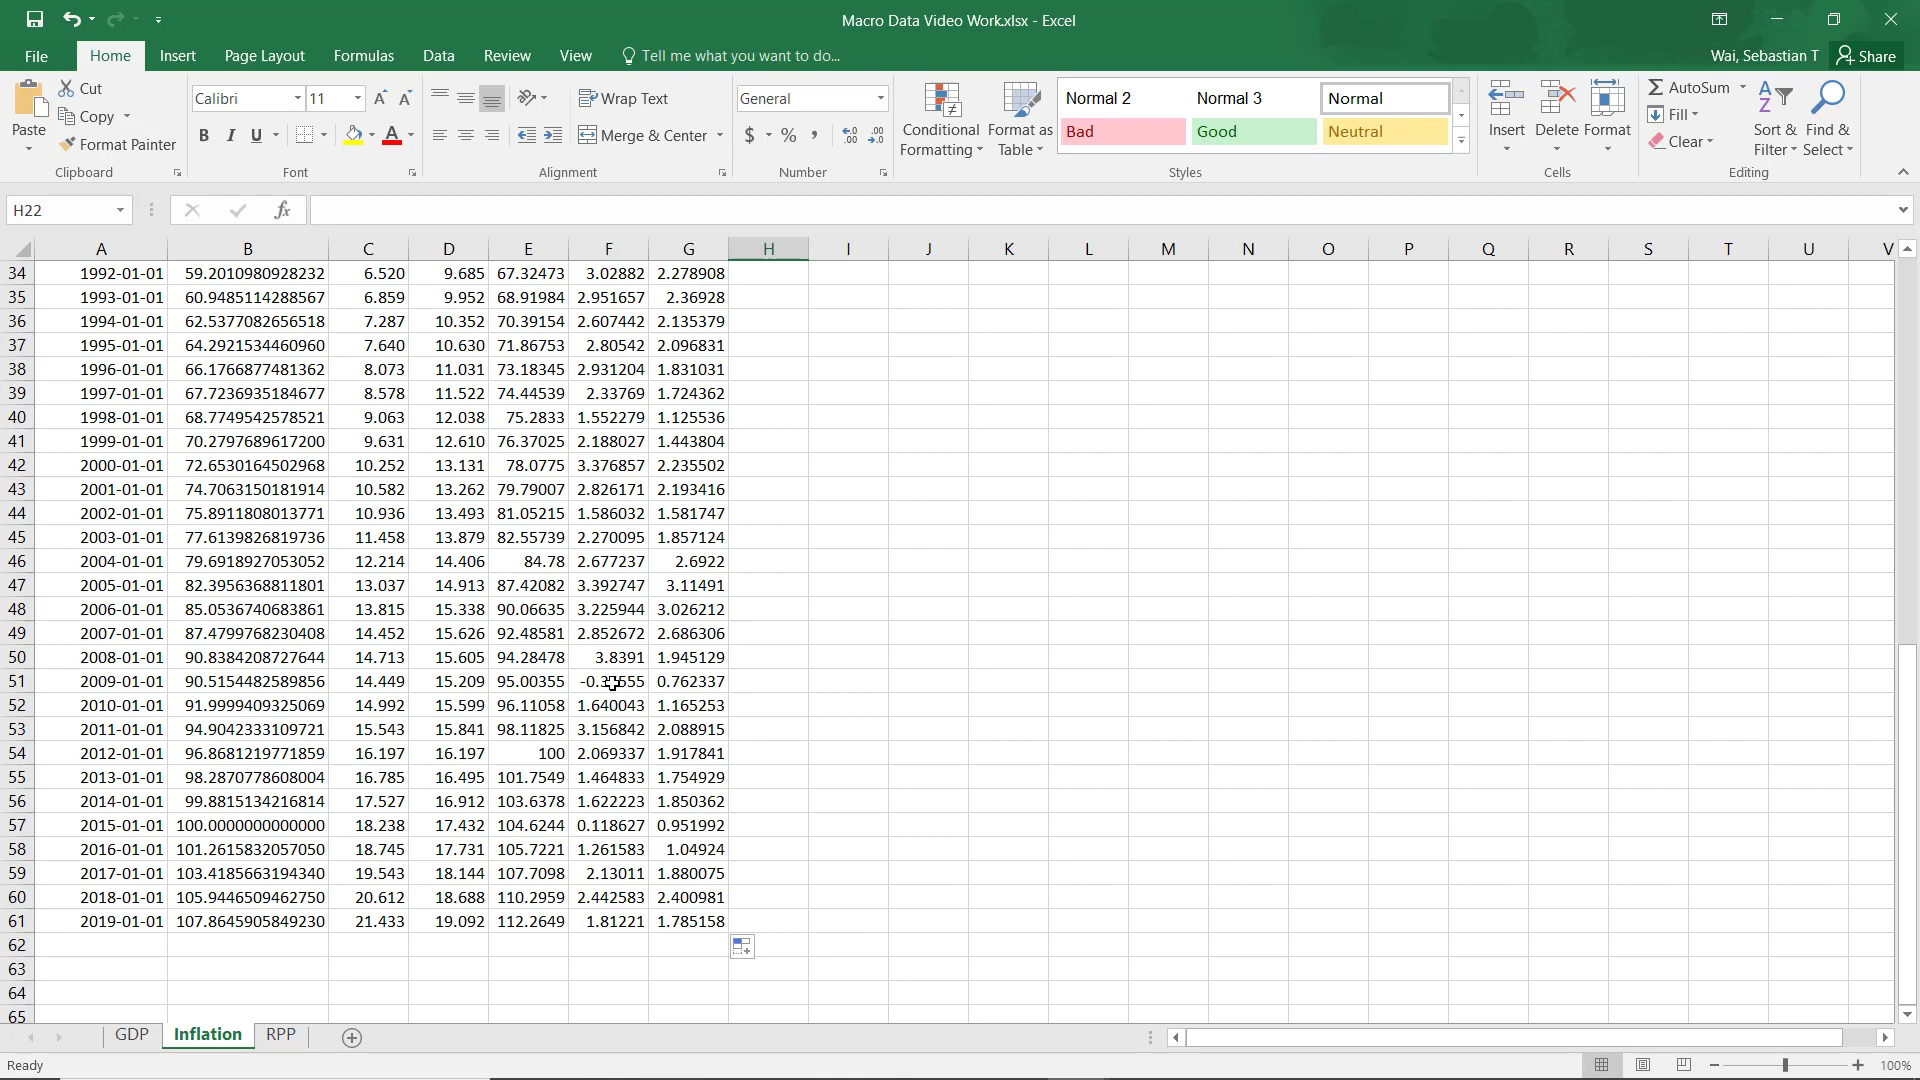 Macro Data Video Work.xlsx - Excel
File Home Insert Page Layout Formulas Data Review View Tell me what you want to do... Wai, Sebastian T Share
Paste Cut Copy Format Painter Clipboard
Calibri 11 A A B I U A Font
Wrap Text Merge & Center Alignment
General $ % , Number
Conditional Formatting Format as Table
Normal 2 Normal 3 Normal
Bad Good Neutral
Styles
Insert Delete Format Cells
AutoSum Fill Clear Sort & Filter Find & Select Editing
H22 fx
A B C D E F G H I J K L M N O P Q R S T U V
34 1992-01-01 59.2010980928232 6.520 9.685 67.32473 3.02882 2.278908
35 1993-01-01 60.9485114288567 6.859 9.952 68.91984 2.951657 2.36928
36 1994-01-01 62.5377082656518 7.287 10.352 70.39154 2.607442 2.135379
37 1995-01-01 64.2921534460960 7.640 10.630 71.86753 2.80542 2.096831
38 1996-01-01 66.1766877481362 8.073 11.031 73.18345 2.931204 1.831031
39 1997-01-01 67.7236935184677 8.578 11.522 74.44539 2.33769 1.724362
40 1998-01-01 68.7749542578521 9.063 12.038 75.2833 1.552279 1.125536
41 1999-01-01 70.2797689617200 9.631 12.610 76.37025 2.188027 1.443804
42 2000-01-01 72.6530164502968 10.252 13.131 78.0775 3.376857 2.235502
43 2001-01-01 74.7063150181914 10.582 13.262 79.79007 2.826171 2.193416
44 2002-01-01 75.8911808013771 10.936 13.493 81.05215 1.586032 1.581747
45 2003-01-01 77.6139826819736 11.458 13.879 82.55739 2.270095 1.857124
46 2004-01-01 79.6918927053052 12.214 14.406 84.78 2.677237 2.6922
47 2005-01-01 82.3956368811801 13.037 14.913 87.42082 3.392747 3.11491
48 2006-01-01 85.0536740683861 13.815 15.338 90.06635 3.225944 3.026212
49 2007-01-01 87.4799768230408 14.452 15.626 92.48581 2.852672 2.686306
50 2008-01-01 90.8384208727644 14.713 15.605 94.28478 3.8391 1.945129
51 2009-01-01 90.5154482589856 14.449 15.209 95.00355 0.762337
52 2010-01-01 91.9999409325069 14.992 15.599 96.11058 1.640043 1.165253
53 2011-01-01 94.9042333109721 15.543 15.841 98.11825 3.156842 2.088915
54 2012-01-01 96.8681219771859 16.197 16.197 100 2.069337 1.917841
55 2013-01-01 98.2870778608004 16.785 16.495 101.7549 1.464833 1.754929
56 2014-01-01 99.8815134216814 17.527 16.912 103.6378 1.622223 1.850362
57 2015-01-01 100.0000000000000 18.238 17.432 104.6244 0.118627 0.951992
58 2016-01-01 101.2615832057050 18.745 17.731 105.7221 1.261583 1.04924
59 2017-01-01 103.4185663194340 19.543 18.144 107.7098 2.13011 1.880075
60 2018-01-01 105.9446509462750 20.612 18.688 110.2959 2.442583 2.400981
61 2019-01-01 107.8645905849230 21.433 19.092 112.2649 1.81221 1.785158
62
63
64
65
GDP Inflation RPP
Ready 100%